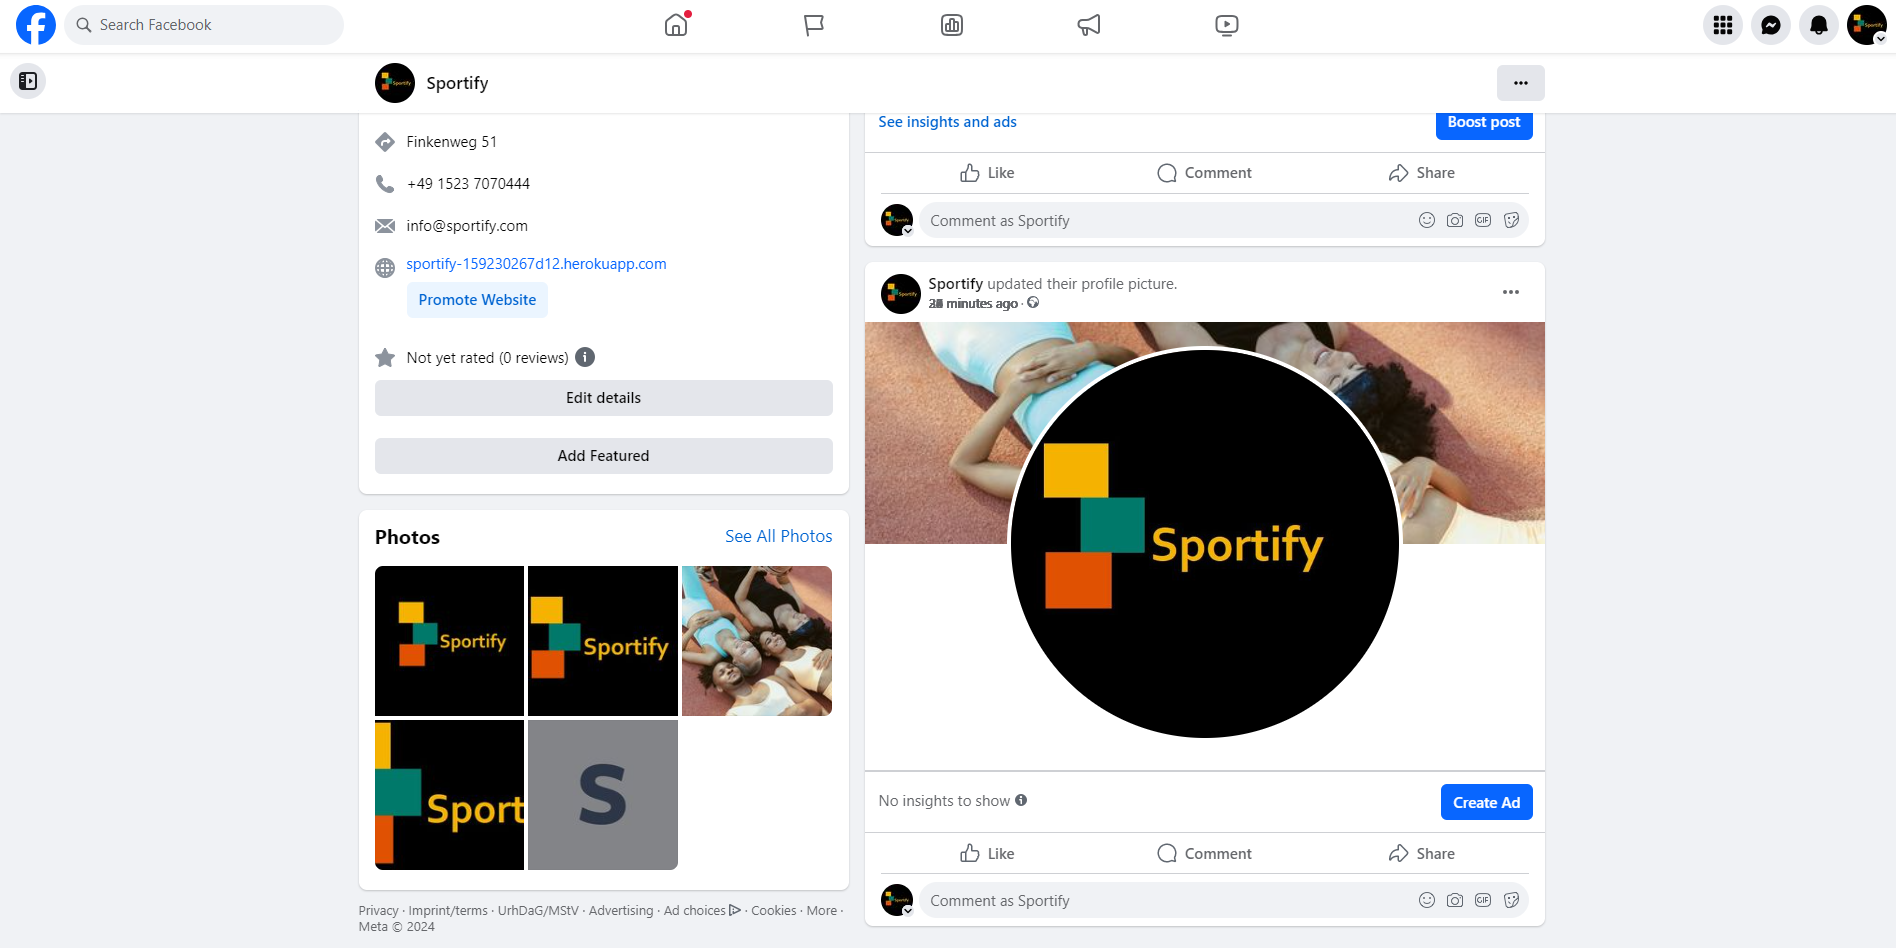 Search Facebook
Sportify
Sportify
Finkenweg 51
+49 1523 7070444
info@sportify.com
sportify-159230267d12.herokuapp.com
Promote Website
Not yet rated (0 reviews)
Edit details
Add Featured
Photos
See All Photos
Sportify
Sportify
Sport
S
Privacy · Imprint/terms · UrhDaG/MStV · Advertising · Ad choices · Cookies · More ·
Meta © 2024
See insights and ads
Boost post
Like
Comment
Share
Comment as Sportify
GIF
Sportify updated their profile picture.
minutes ago ·
Sportify
No insights to show
Create Ad
Like
Comment
Share
Comment as Sportify
GIF